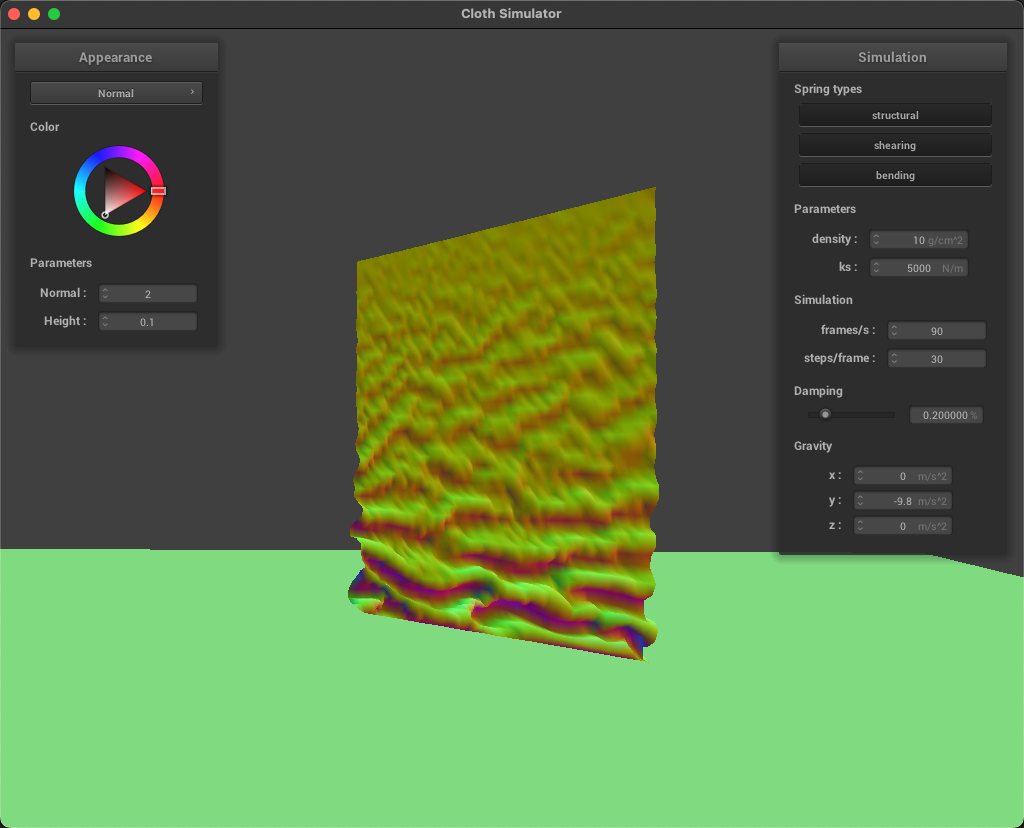 Cloth Simulator
Appearance
Normal
Color
Parameters
Normal : 2
Height : 0.1
Simulation
Spring types
structural
shearing
bending
Parameters
density : 10 g/cm^2
ks : 5000 N/m
Simulation
frames/s : 90
steps/frame : 30
Damping
0.200000 %
Gravity
x : 0 m/s^2
y : -9.8 m/s^2
z : 0 m/s^2